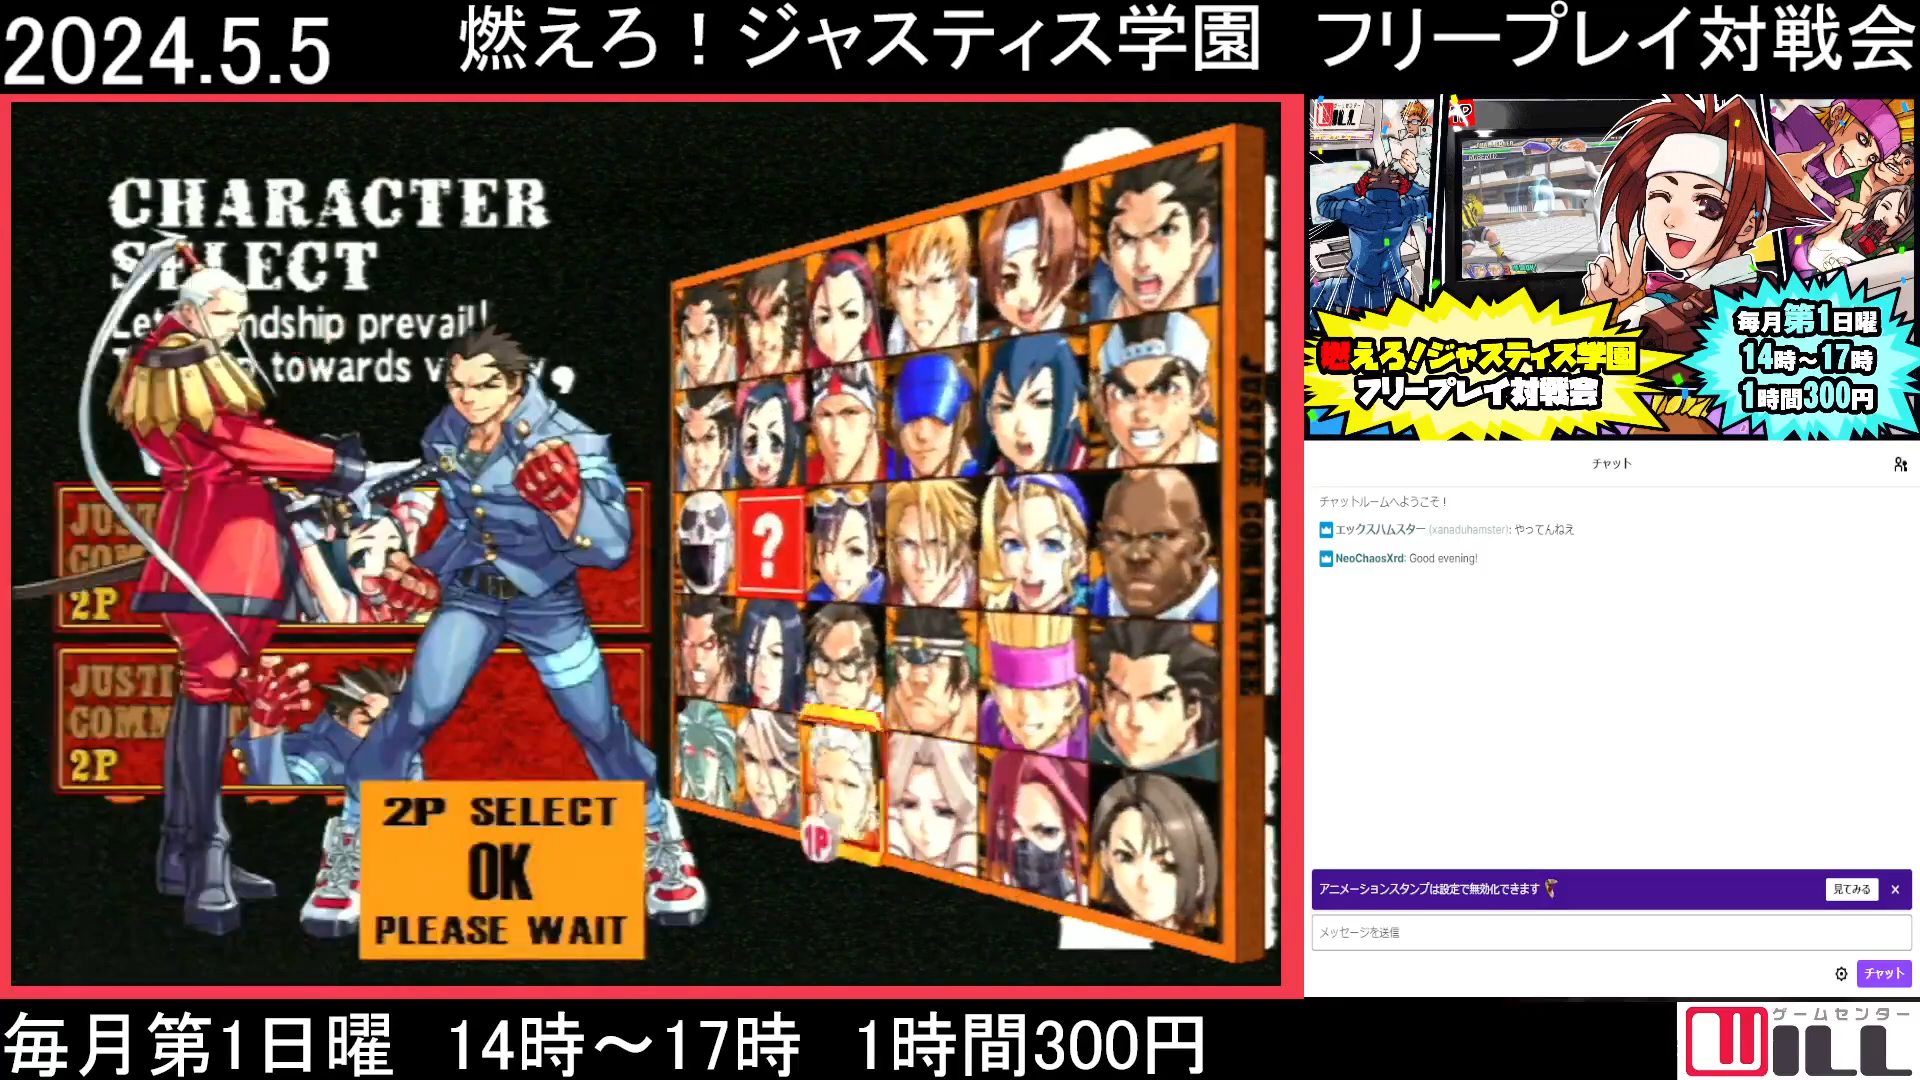 2024.5.5 燃えろ！ジャスティス学園 フリープレイ対戦会
CHARACTER
SELECT
prevail!
towards
JUSTICE COMMITTEE
2P
2P
2P SELECT
OK
PLEASE WAIT
?
1P
毎月第1日曜
14時～17時
1時間300円
燃えろ!ジャスティス学園
フリープレイ対戦会
チャット
チャットルームへようこそ！
エックスハムスター (xanaduhamster): やってんねえ
NeoChaosXrd: Good evening!
アニメーションスタンプは設定で無効化できます
見てみる
メッセージを送信
チャット
毎月第1日曜 14時～17時 1時間300円
ゲームセンター
WILL